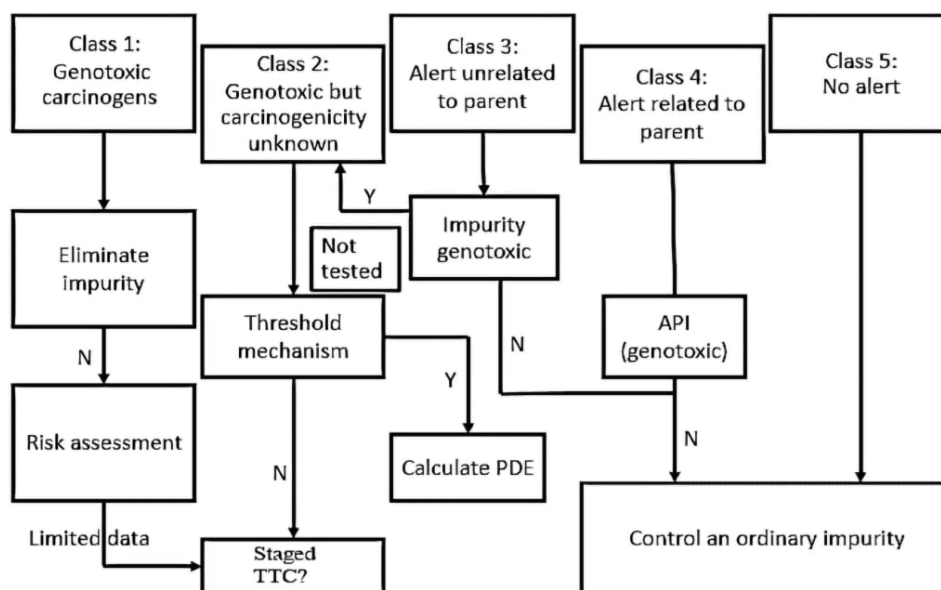 Class 1:
Genotoxic
carcinogens
Class 2:
Genotoxic but
carcinogenicity
unknown
Class 3:
Alert unrelated
to parent
Class 4:
Alert related to
parent
Class 5:
No alert
Y
Eliminate
impurity
Not
tested
Impurity
genotoxic
N
Threshold
mechanism
Y
N
API
(genotoxic)
Risk assessment
N
Calculate PDE
N
Limited data
Staged
TTC?
Control an ordinary impurity